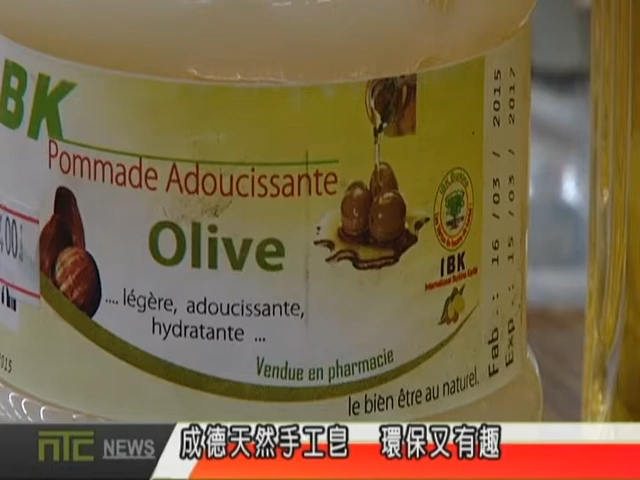 IBK
Pommade Adoucissante
Olive
.... légère, adoucissante,
hydratante ...
Vendue en pharmacie
le bien être au naturel.
IBK
Fab.: 16 /03/ 2015
Exp.: 15 /03/ 2017
2015
NTC NEWS 成德天然手工皂 環保又有趣